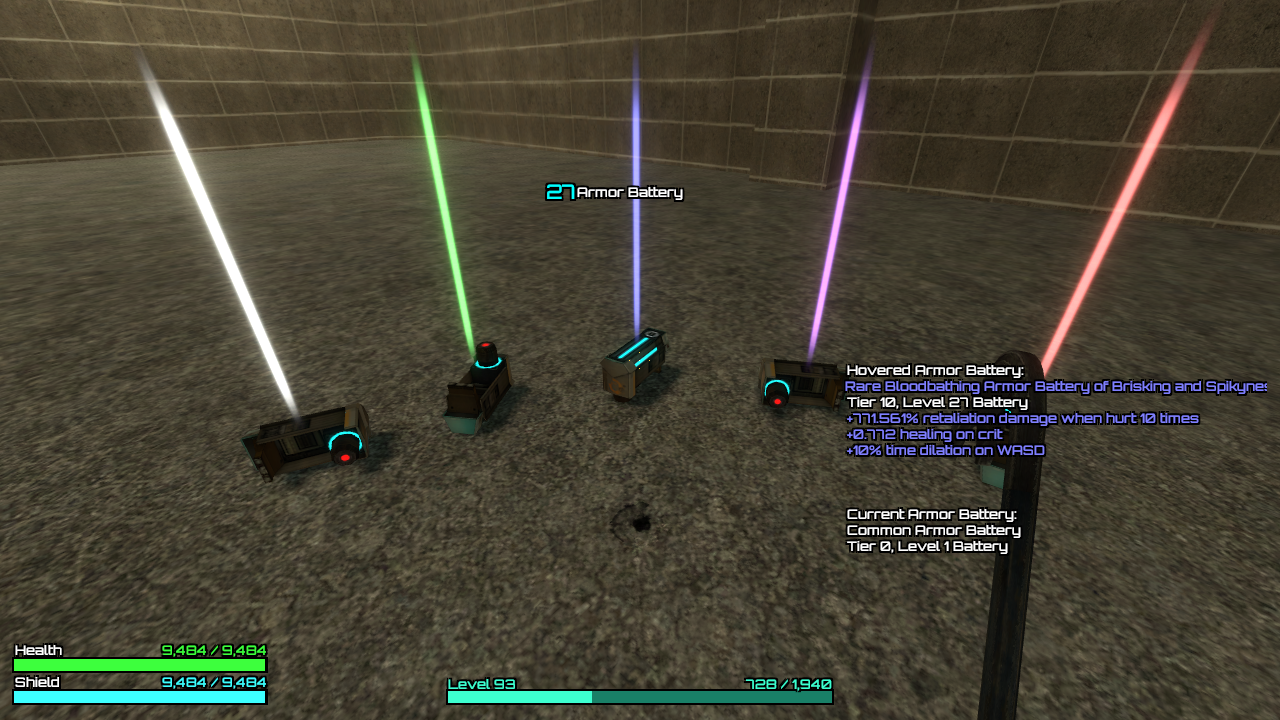 27 Armor Battery
Hovered Armor Battery:
Rare Bloodbathing Armor Battery of Brisking and Spikynes
Tier 10, Level 27 Battery
+771.561% retaliation damage when hurt 10 times
+0.772 healing on crit
+10% time dilation on WASD
Current Armor Battery:
Common Armor Battery
Tier 0, Level 1 Battery
Health 9,484 / 9,484
Shield 9,484 / 9,484
Level 93 728 / 1,940